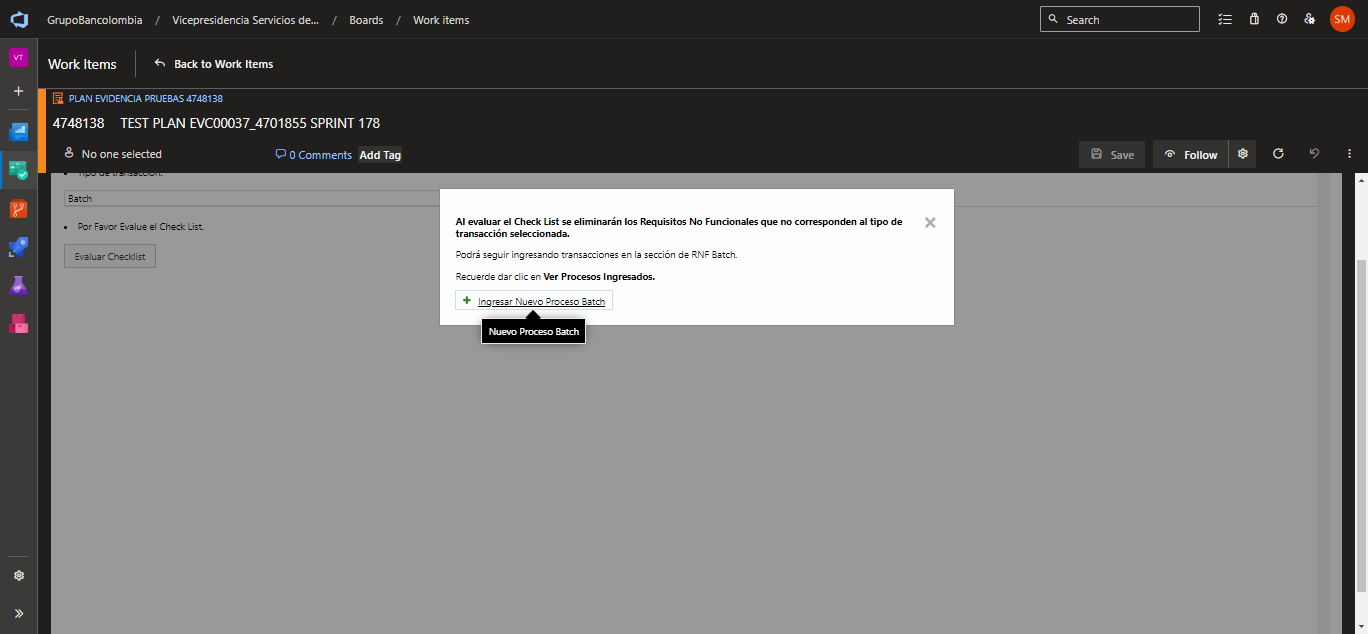 GrupoBancolombia / Vicepresidencia Servicios de... / Boards / Work items
Search
SM
VT
Work Items
Back to Work Items
PLAN EVIDENCIA PRUEBAS 4748138
4748138 TEST PLAN EVC00037_4701855 SPRINT 178
No one selected
0 Comments
Add Tag
Save
Follow
Tipo de transacción:
Batch
• Por Favor Evalue el Check List.
Evaluar Checklist
Al evaluar el Check List se eliminarán los Requisitos No Funcionales que no corresponden al tipo de
transacción seleccionada.
Podrá seguir ingresando transacciones en la sección de RNF Batch.
Recuerde dar clic en Ver Procesos Ingresados.
Ingresar Nuevo Proceso Batch
Nuevo Proceso Batch